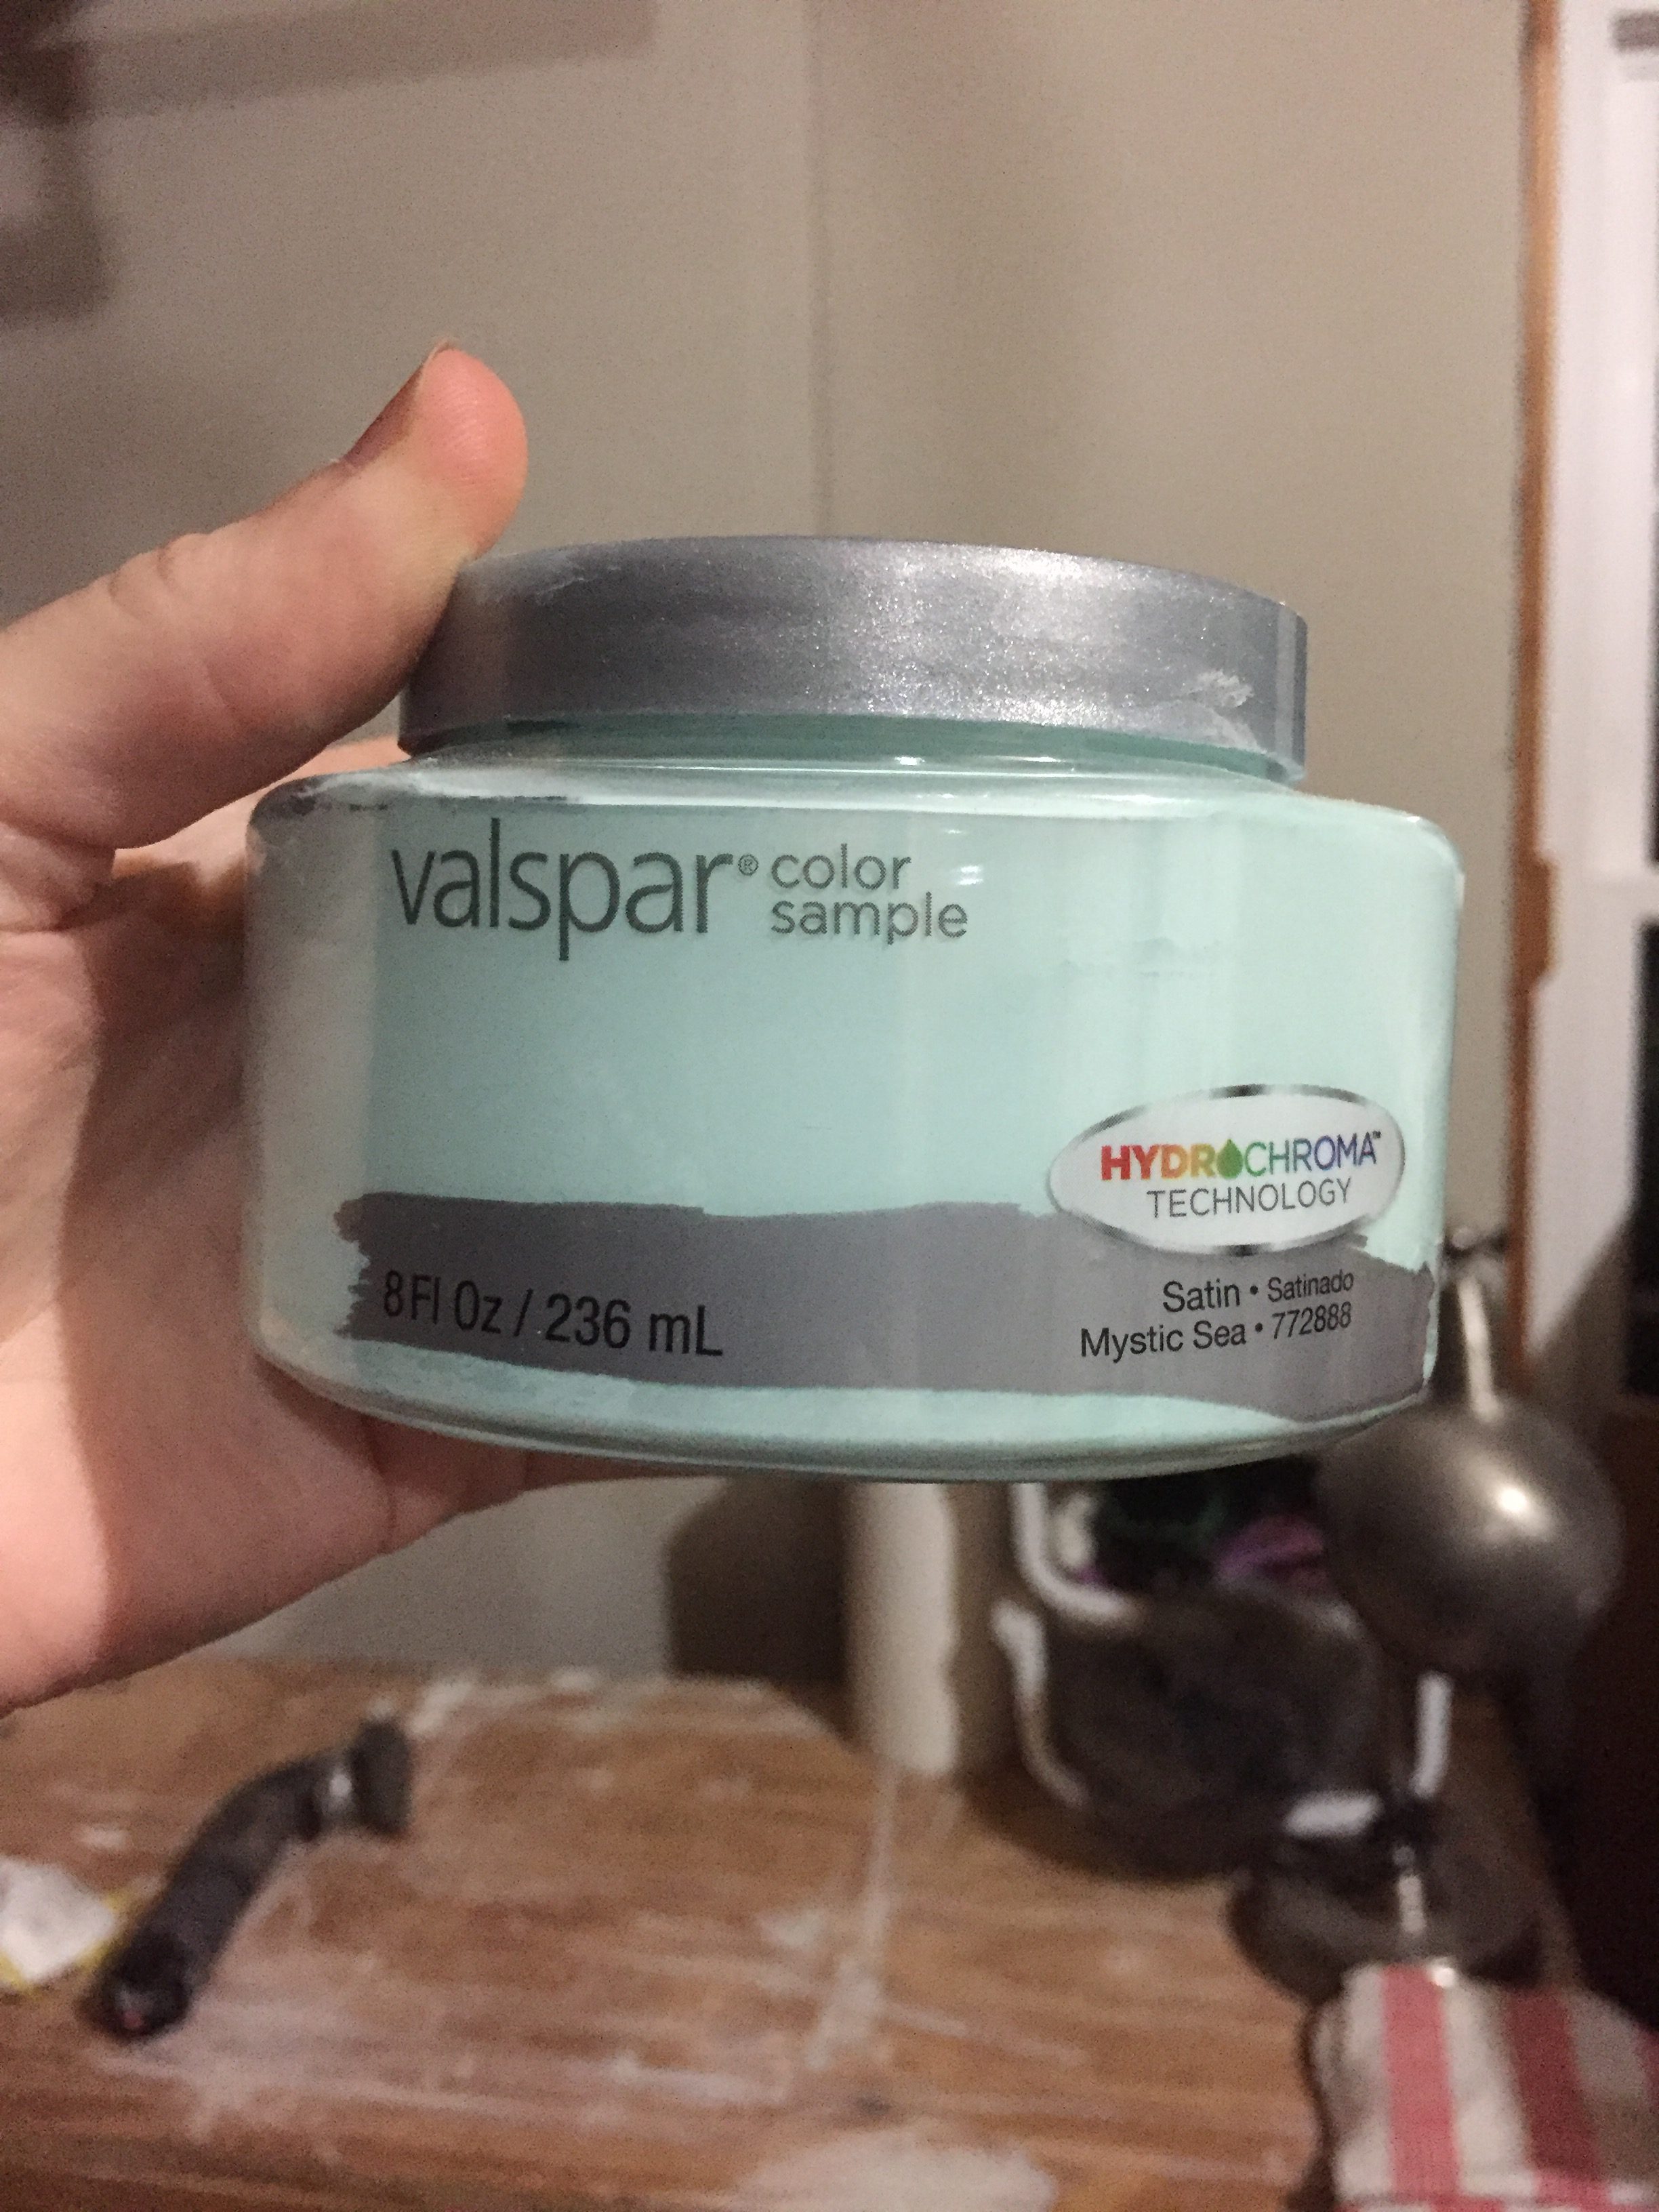 valspar® color
sample
HYDROCHROMA™
TECHNOLOGY
8 Fl Oz / 236 mL
Satin • Satinado
Mystic Sea • 772888